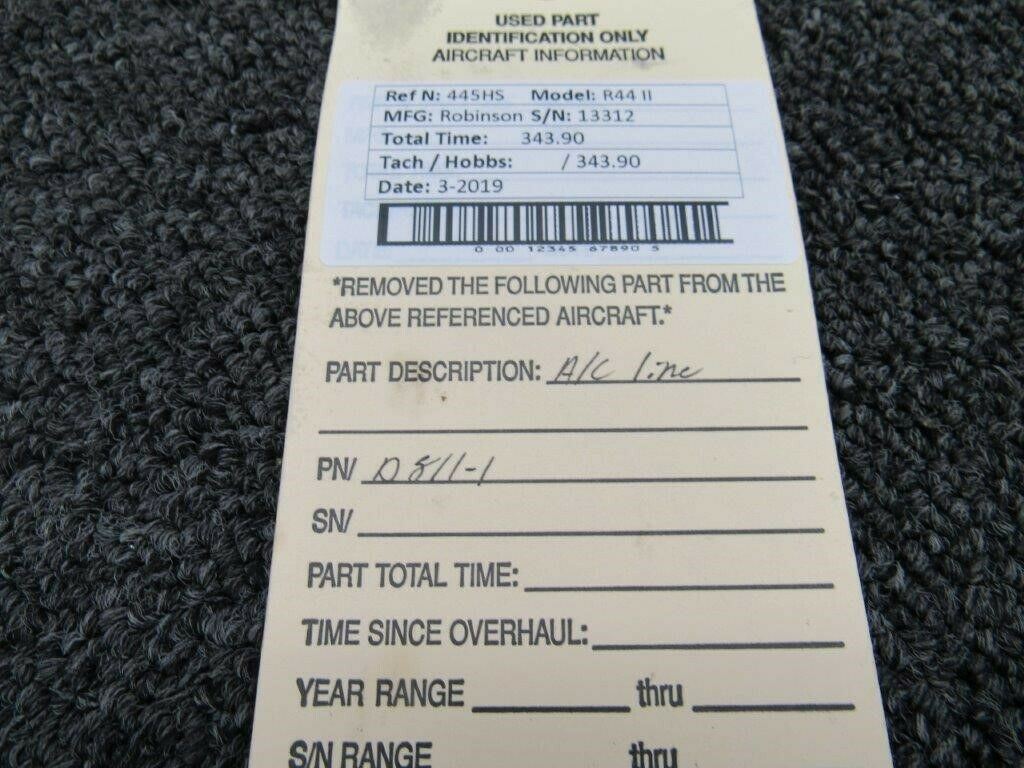 USED PART
IDENTIFICATION ONLY
AIRCRAFT INFORMATION
Ref N: 445HS Model: R44 II
MFG: Robinson S/N: 13312
Total Time: 343.90
Tach / Hobbs: / 343.90
Date: 3-2019
0 00 12345 67890 5
*REMOVED THE FOLLOWING PART FROM THE
ABOVE REFERENCED AIRCRAFT.*
PART DESCRIPTION: A/C line
PN/ D811-1
SN/
PART TOTAL TIME:
TIME SINCE OVERHAUL:
YEAR RANGE thru
S/N RANGE thru